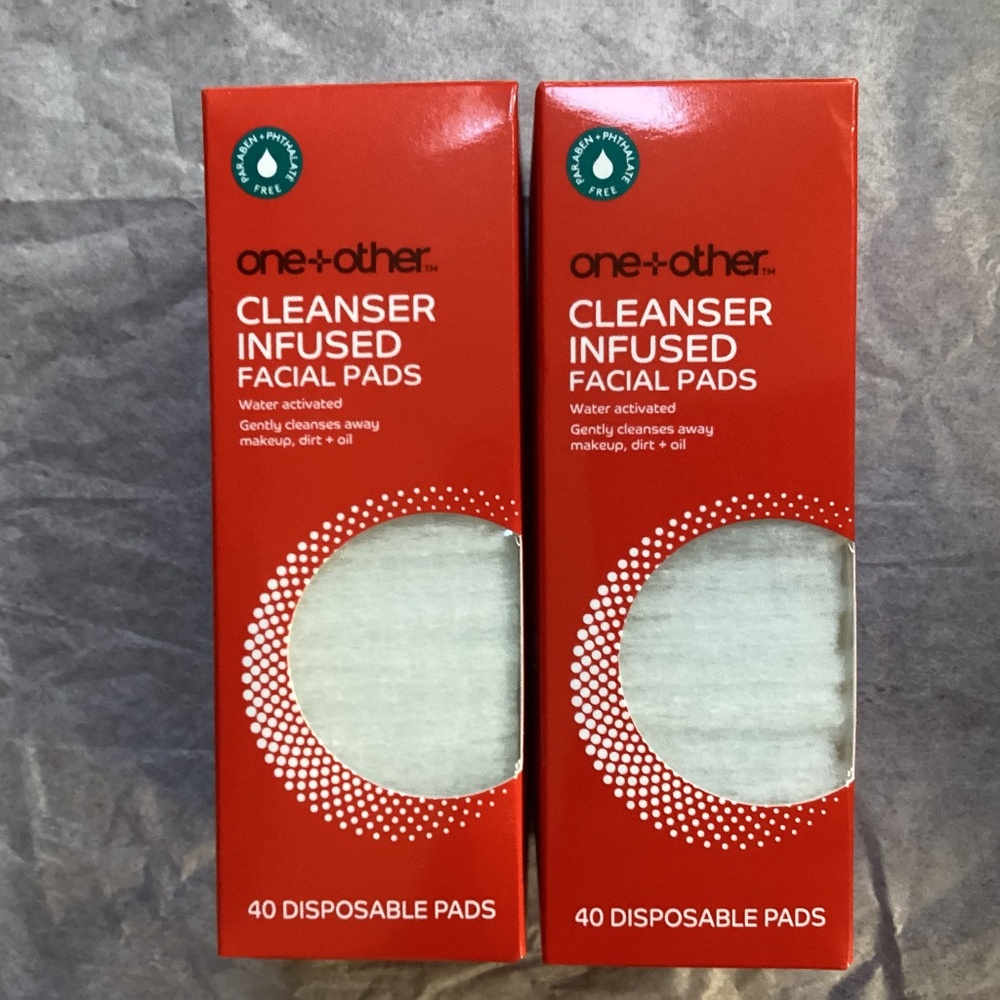 PARABEN + PHTHALATE
FREE
one+other™
CLEANSER
INFUSED
FACIAL PADS
Water activated
Gently cleanses away
makeup, dirt + oil
40 DISPOSABLE PADS
PARABEN + PHTHALATE
FREE
one+other™
CLEANSER
INFUSED
FACIAL PADS
Water activated
Gently cleanses away
makeup, dirt + oil
40 DISPOSABLE PADS